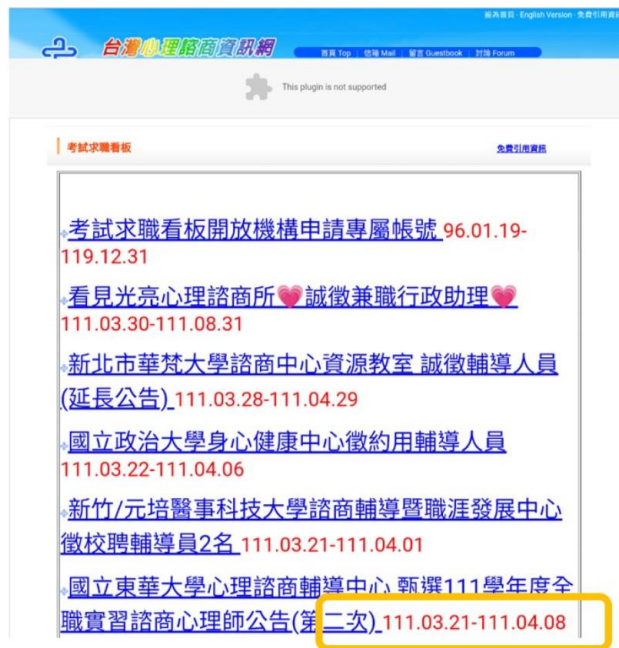 設為首頁 · English Version · 免費引用資訊
台灣心理諮商資訊網
首頁 Top | 信箱 Mail | 留言 Guestbook | 討論 Forum
This plugin is not supported
考試求職看板
免費引用資訊
考試求職看板開放機構申請專屬帳號 96.01.19-
119.12.31
看見光亮心理諮商所💗誠徵兼職行政助理💗
111.03.30-111.08.31
新北市華梵大學諮商中心資源教室 誠徵輔導人員
(延長公告) 111.03.28-111.04.29
國立政治大學身心健康中心徵約用輔導人員
111.03.22-111.04.06
新竹/元培醫事科技大學諮商輔導暨職涯發展中心
徵校聘輔導員2名 111.03.21-111.04.01
國立東華大學心理諮商輔導中心 甄選111學年度全
職實習諮商心理師公告(第二次) 111.03.21-111.04.08